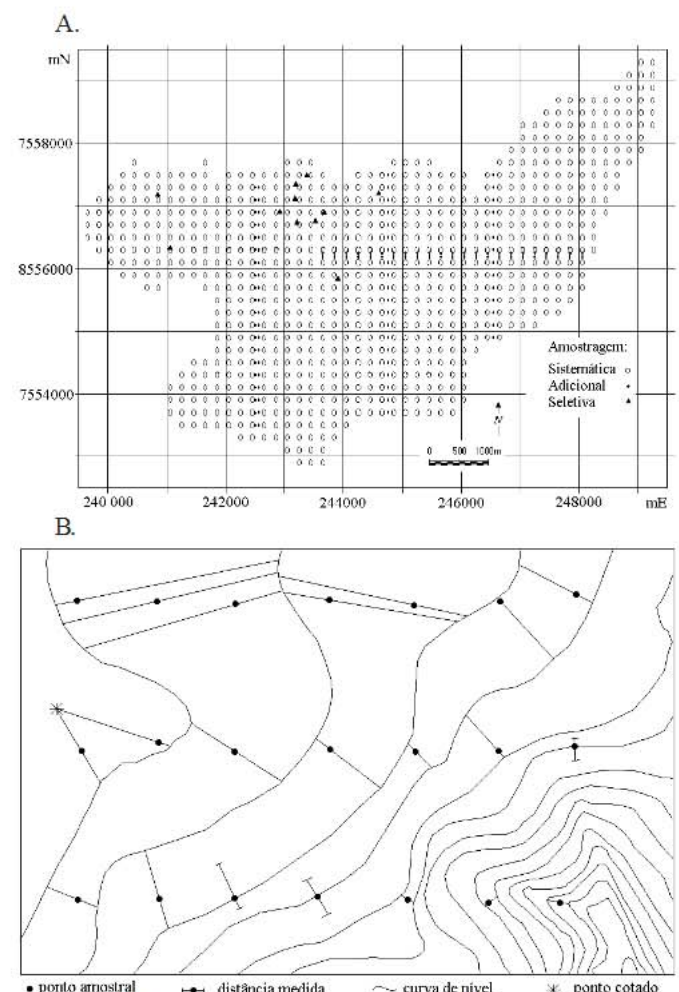 A.
mN
7558000
8556000
7554000
Amostragem:
Sistemática
Adicional
Seletiva
N
0 500 1000m
240 000 242000 244000 246000 248000 mE
B.
ponto amostral distância medida curva de nível ponto cotado